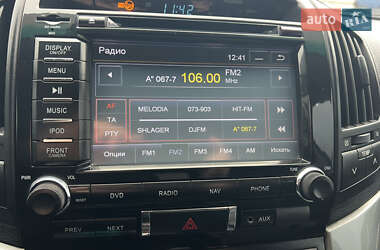 11:42
auto RIA
DISPLAY
ON/OFF
MENU
MUSIC
IPOD
FRONT
CAMERA
Радио
12:41
A° 067-7 106.00 FM2
MHz
AF MELODIA 073-903 HIT-FM
TA
PTY SHLAGER DJFM A° 067-7
Опции FM1 FM2 FM3 FM4 AM Искать
PWR VOL
RESET
DVD RADIO NAV PHONE
PREV NEXT
AUX